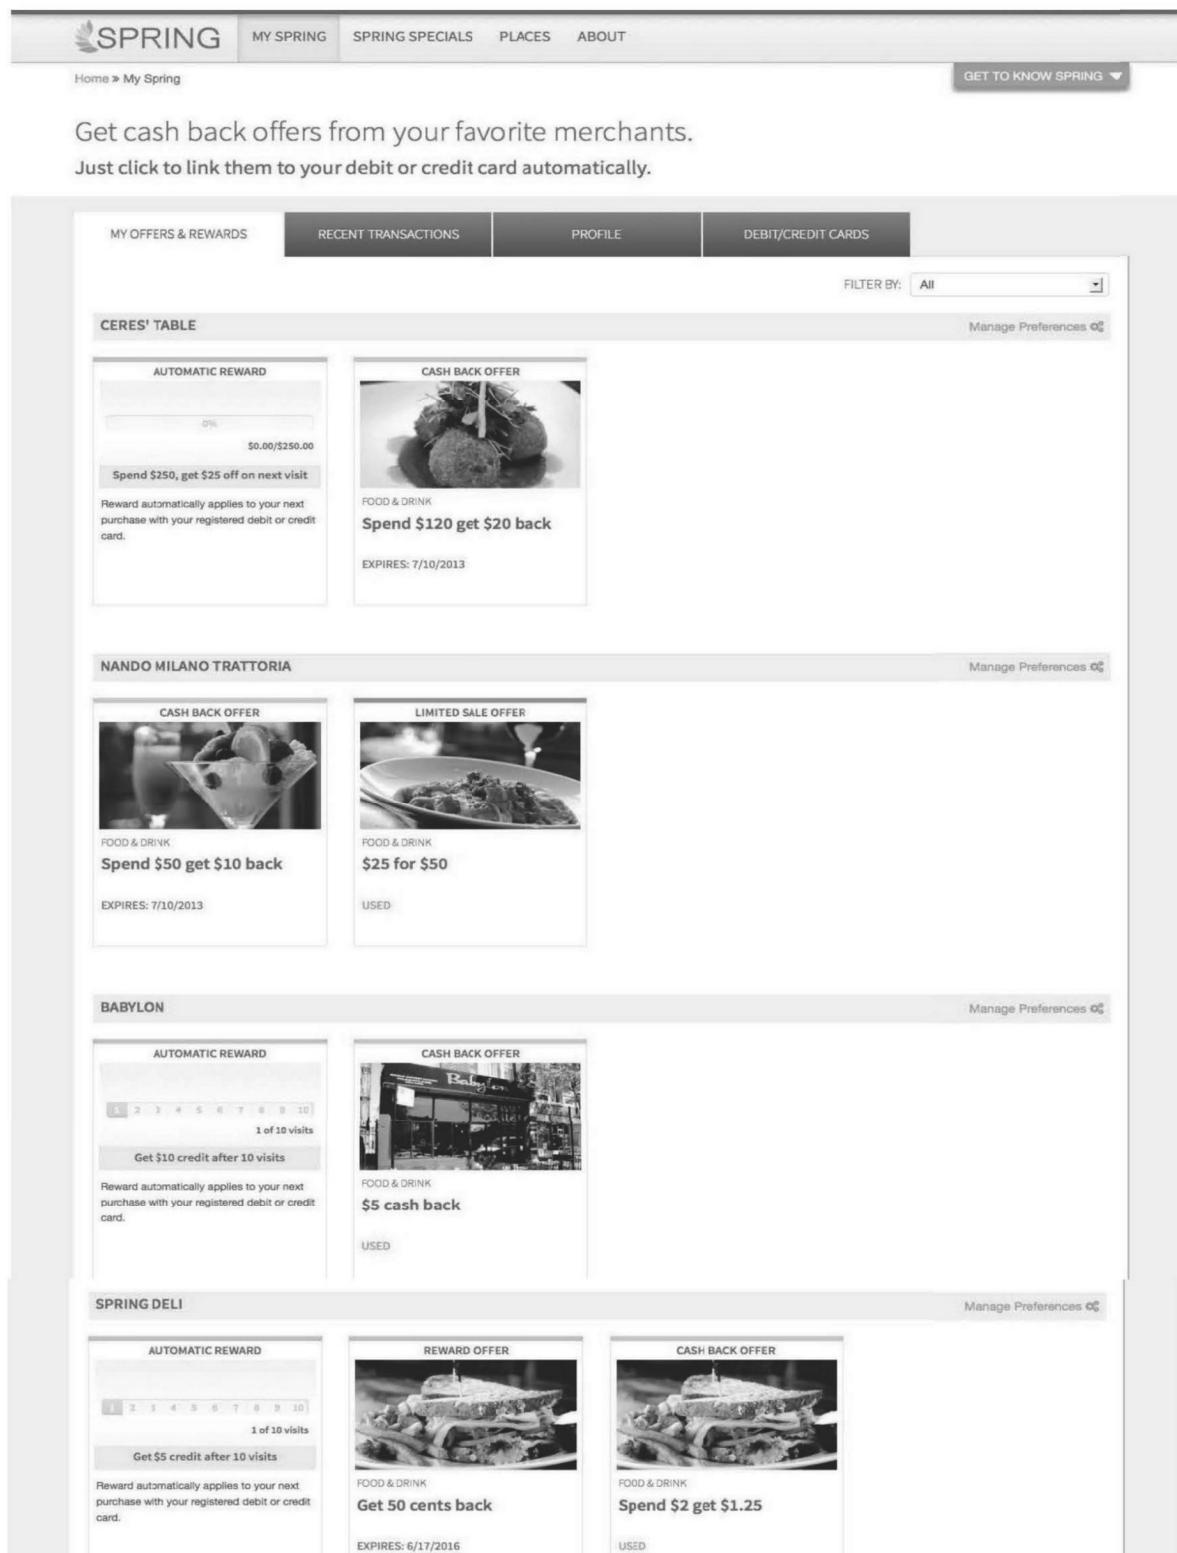 SPRING
MY SPRING
SPRING SPECIALS
PLACES
ABOUT
Home » My Spring
GET TO KNOW SPRING
Get cash back offers from your favorite merchants.
Just click to link them to your debit or credit card automatically.
MY OFFERS & REWARDS
RECENT TRANSACTIONS
PROFILE
DEBIT/CREDIT CARDS
FILTER BY: All
CERES' TABLE
Manage Preferences
AUTOMATIC REWARD
0%
$0.00/$250.00
Spend $250, get $25 off on next visit
Reward automatically applies to your next
purchase with your registered debit or credit
card.
CASH BACK OFFER
FOOD & DRINK
Spend $120 get $20 back
EXPIRES: 7/10/2013
NANDO MILANO TRATTORIA
Manage Preferences
CASH BACK OFFER
FOOD & DRINK
Spend $50 get $10 back
EXPIRES: 7/10/2013
LIMITED SALE OFFER
FOOD & DRINK
$25 for $50
USED
BABYLON
Manage Preferences
AUTOMATIC REWARD
1 2 3 4 5 6 7 8 9 10
1 of 10 visits
Get $10 credit after 10 visits
Reward automatically applies to your next
purchase with your registered debit or credit
card.
CASH BACK OFFER
Babylon
FOOD & DRINK
$5 cash back
USED
SPRING DELI
Manage Preferences
AUTOMATIC REWARD
1 2 3 4 5 6 7 8 9 10
1 of 10 visits
Get $5 credit after 10 visits
Reward automatically applies to your next
purchase with your registered debit or credit
card.
REWARD OFFER
FOOD & DRINK
Get 50 cents back
EXPIRES: 6/17/2016
CASH BACK OFFER
FOOD & DRINK
Spend $2 get $1.25
USED